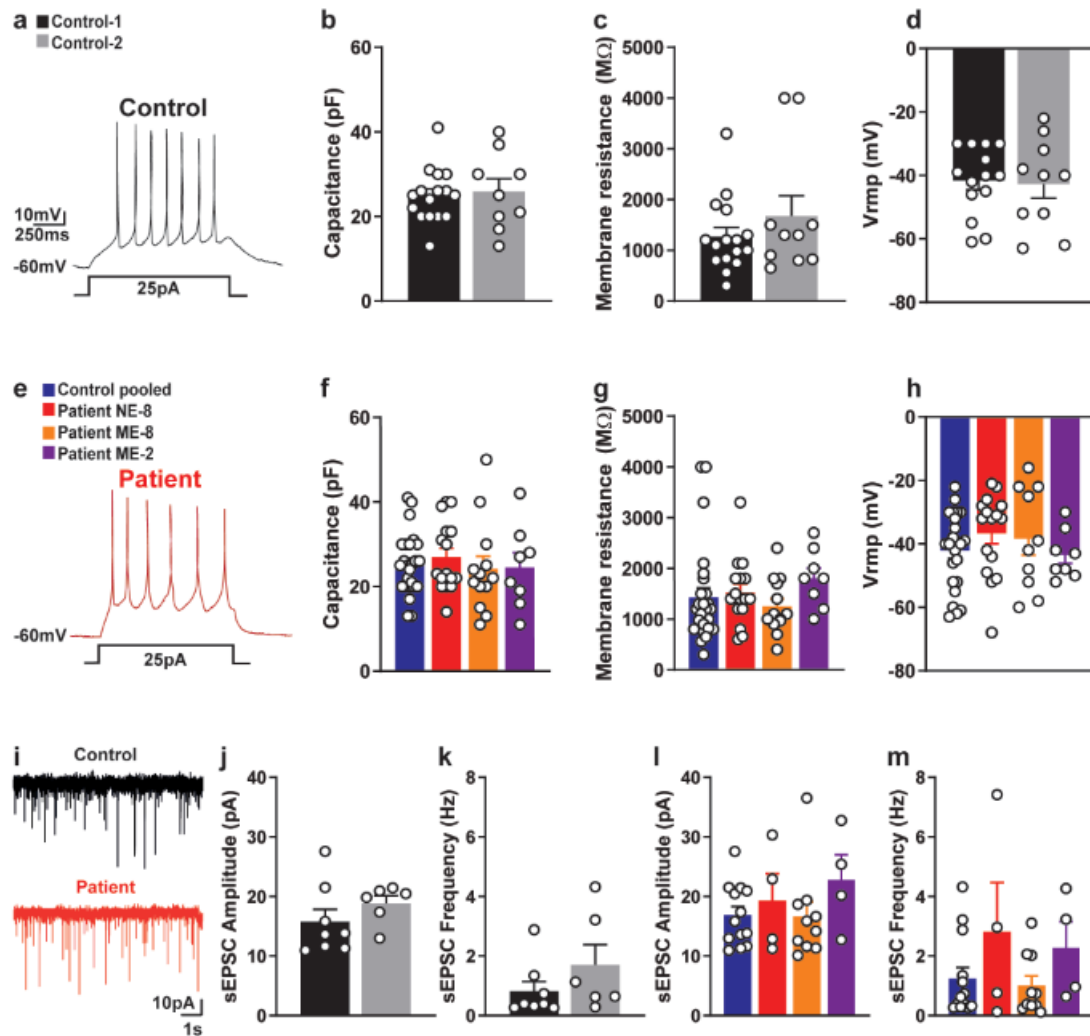 a
Control-1
Control-2
Control
10mV
250ms
-60mV
25pA
b
Capacitance (pF)
60
40
20
0
c
Membrane resistance (MΩ)
5000
4000
3000
2000
1000
0
d
Vrmp (mV)
0
-20
-40
-60
-80
e
Control pooled
Patient NE-8
Patient ME-8
Patient ME-2
Patient
-60mV
25pA
f
Capacitance (pF)
60
40
20
0
g
Membrane resistance (MΩ)
5000
4000
3000
2000
1000
0
h
Vrmp (mV)
0
-20
-40
-60
-80
i
Control
Patient
10pA
1s
j
sEPSC Amplitude (pA)
40
30
20
10
0
k
sEPSC Frequency (Hz)
8
6
4
2
0
l
sEPSC Amplitude (pA)
40
30
20
10
0
m
sEPSC Frequency (Hz)
8
6
4
2
0